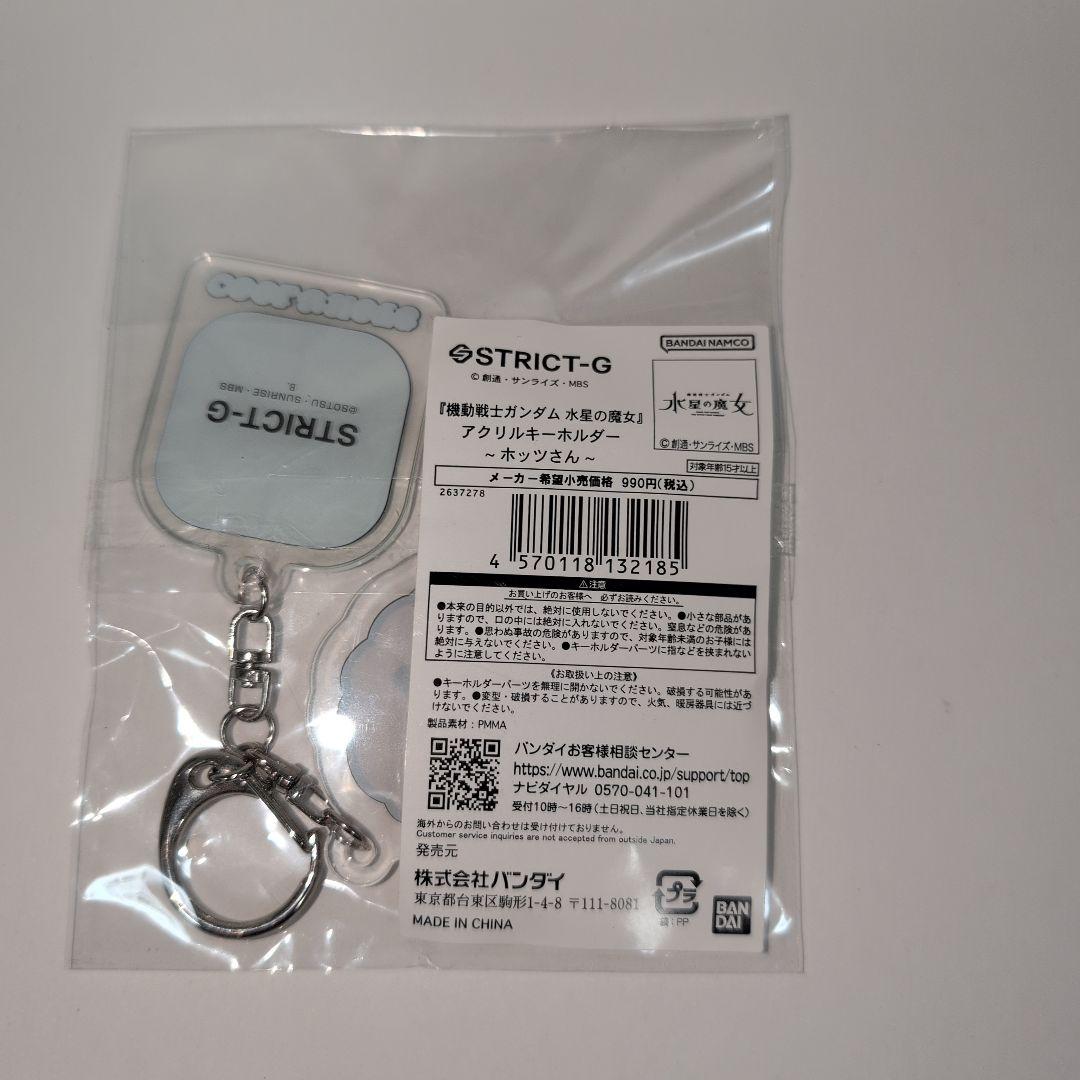 STRICT-G
©SOTSU・SUNRISE・MBS
B.
STRICT-G
©創通・サンライズ・MBS
BANDAI NAMCO
水星の魔女
©創通・サンライズ・MBS
『機動戦士ガンダム 水星の魔女』
アクリルキーホルダー
~ホッツさん~
対象年齢15才以上
メーカー希望小売価格 990円(税込)
2637278
4 570118 132185
⚠注意
お買い上げのお客様へ 必ずお読みください。
●本来の目的以外では、絶対に使用しないでください。●小さな部品があ
りますので、口の中には絶対に入れないでください。窒息などの危険があ
ります。●思わぬ事故の危険がありますので、対象年齢未満のお子様には
絶対に与えないでください。●キーホルダーパーツに指などを挟まれない
ように注意してください。
《お取扱い上の注意》
●キーホルダーパーツを無理に開かないでください。破損する可能性があ
ります。●変型・破損することがありますので、火気、暖房器具には近づ
けないでください。
製品素材:PMMA
バンダイお客様相談センター
https://www.bandai.co.jp/support/top
ナビダイヤル 0570-041-101
受付10時～16時(土日祝日、当社指定休業日を除く)
海外からのお問い合わせは受け付けておりません。
Customer service inquiries are not accepted from outside Japan.
発売元
株式会社バンダイ
東京都台東区駒形1-4-8 〒111-8081
MADE IN CHINA
プラ
袋:PP
BAN
DAI